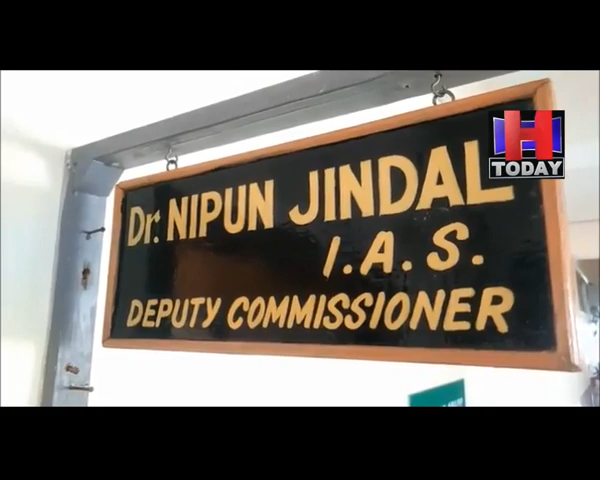 Dr. NIPUN JINDAL
I.A.S.
DEPUTY COMMISSIONER
H
TODAY